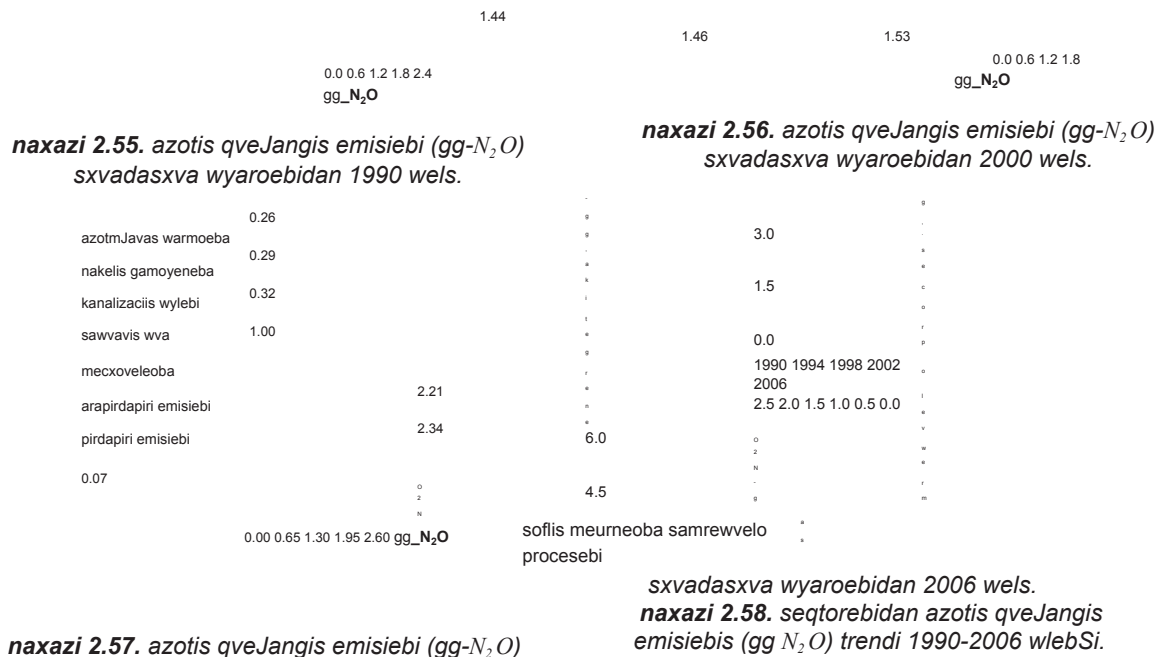 1.44
1.46 1.53
0.0 0.6 1.2 1.8 2.4
gg_N₂O
0.0 0.6 1.2 1.8
gg_N₂O
naxazi 2.55. azotis qveJangis emisiebi (gg-N₂O)
sxvadasxva wyaroebidan 1990 wels.
naxazi 2.56. azotis qveJangis emisiebi (gg-N₂O)
sxvadasxva wyaroebidan 2000 wels.
0.26
azotmJavas warmoeba
0.29
nakelis gamoyeneba
0.32
kanalizaciis wylebi
1.00
sawvavis wva
mecxoveleoba
2.21
arapirdapiri emisiebi
2.34
pirdapiri emisiebi
0.07
O
2
N
0.00 0.65 1.30 1.95 2.60 gg_N₂O
-
g
g
-
a
k
i
t
e
g
r
e
n
e
6.0
4.5
soflis meurneoba samrewvelo
procesebi
3.0
1.5
0.0
1990 1994 1998 2002
2006
2.5 2.0 1.5 1.0 0.5 0.0
O
2
N
-
g
g
.
.
s
e
c
o
r
p
o
l
e
v
w
e
r
m
a
s
sxvadasxva wyaroebidan 2006 wels.
naxazi 2.58. seqtorebidan azotis qveJangis
emisiebis (gg N₂O) trendi 1990-2006 wlebSi.
naxazi 2.57. azotis qveJangis emisiebi (gg-N₂O)